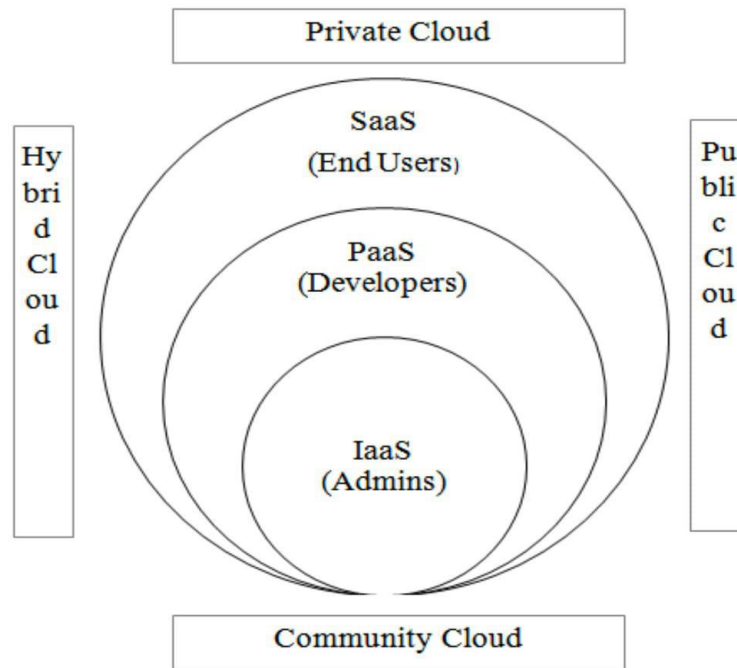 Private Cloud
SaaS
(End Users)
Hy
bri
d
Cl
ou
d
PaaS
(Developers)
Pu
bli
c
Cl
ou
d
IaaS
(Admins)
Community Cloud